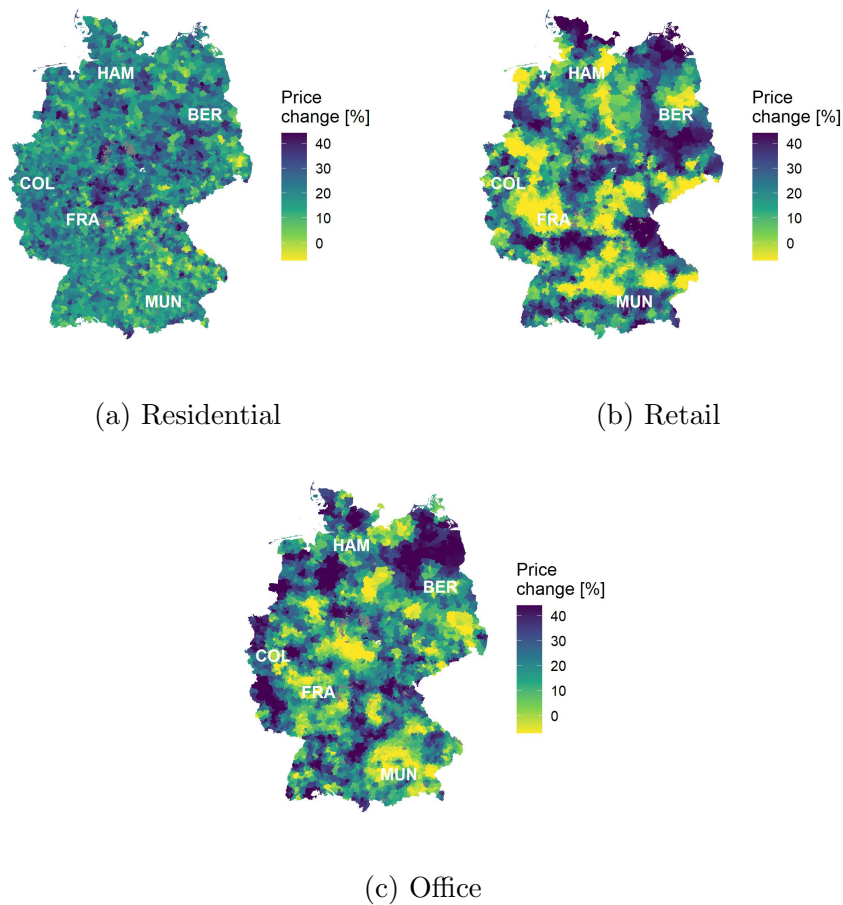 HAM
BER
COL
FRA
MUN
Price
change [%]
40
30
20
10
0
(a) Residential
HAM
BER
COL
FRA
MUN
Price
change [%]
40
30
20
10
0
(b) Retail
HAM
BER
COL
FRA
MUN
Price
change [%]
40
30
20
10
0
(c) Office